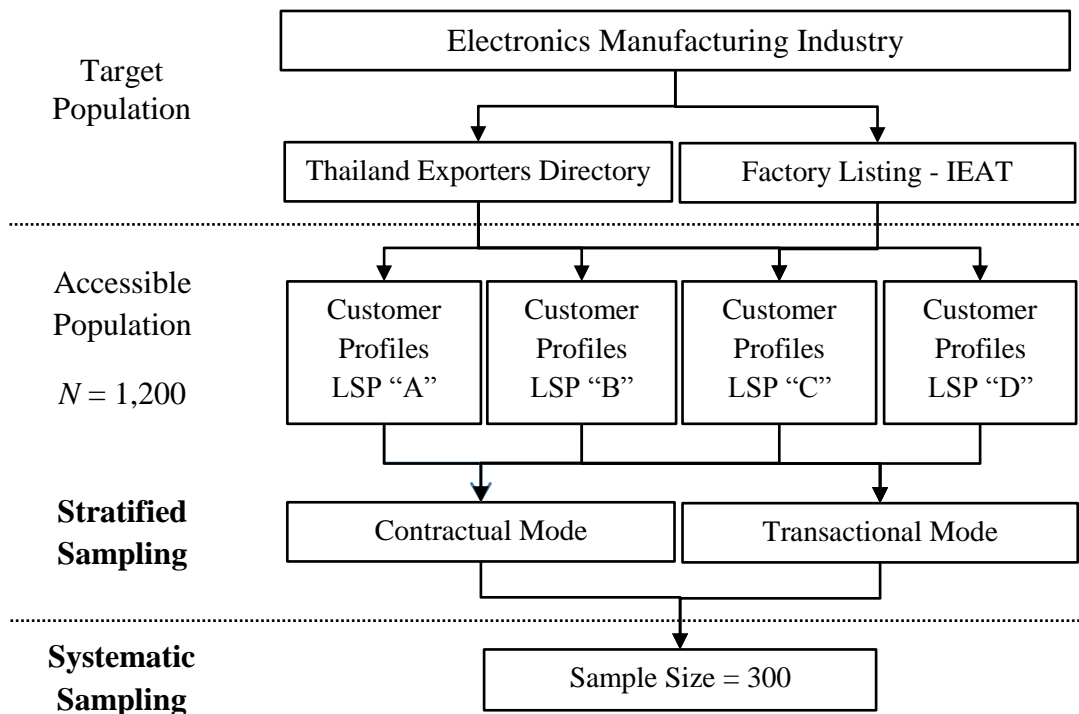 Electronics Manufacturing Industry
Target
Population
Thailand Exporters Directory
Factory Listing - IEAT
Accessible
Population
N = 1,200
Customer
Profiles
LSP “A”
Customer
Profiles
LSP “B”
Customer
Profiles
LSP “C”
Customer
Profiles
LSP “D”
Stratified
Sampling
Contractual Mode
Transactional Mode
Systematic
Sampling
Sample Size = 300